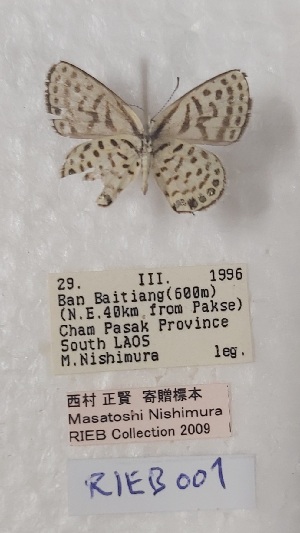 29. III. 1996
Ban Baitiang(600m)
(N.E.40km from Pakse)
Cham Pasak Province
South LAOS
M.Nishimura leg.
西村 正賢 寄贈標本
Masatoshi Nishimura
RIEB Collection 2009
RIEB001